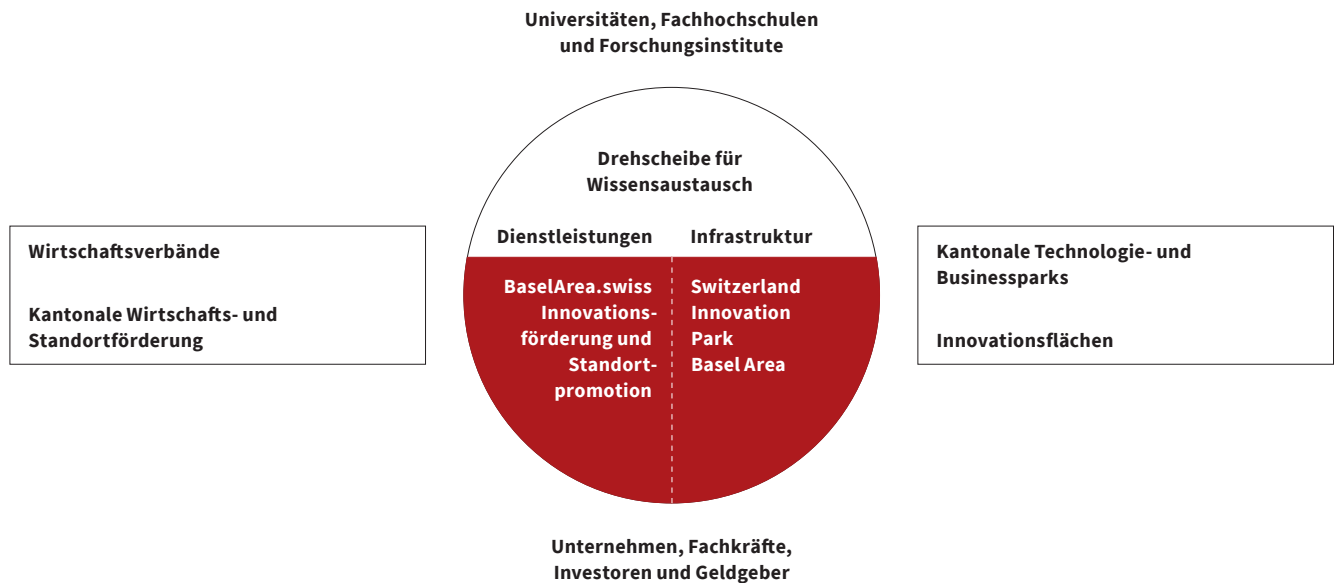 Universitäten, Fachhochschulen
und Forschungsinstitute
Drehscheibe für
Wissensaustausch
Dienstleistungen
Infrastruktur
Wirtschaftsverbände
Kantonale Wirtschafts- und
Standortförderung
BaselArea.swiss
Innovations-
förderung und
Standort-
promotion
Switzerland
Innovation
Park
Basel Area
Kantonale Technologie- und
Businessparks
Innovationsflächen
Unternehmen, Fachkräfte,
Investoren und Geldgeber